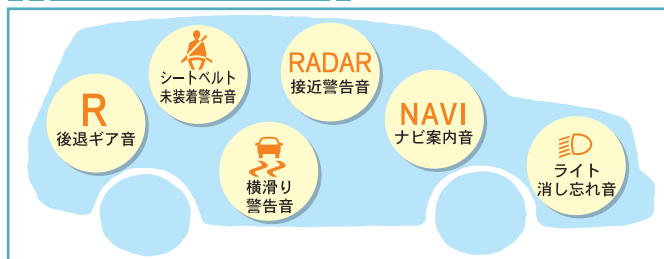 R
後退ギア音
シートベルト
未装着警告音
RADAR
接近警告音
横滑り
警告音
NAVI
ナビ案内音
ライト
消し忘れ音